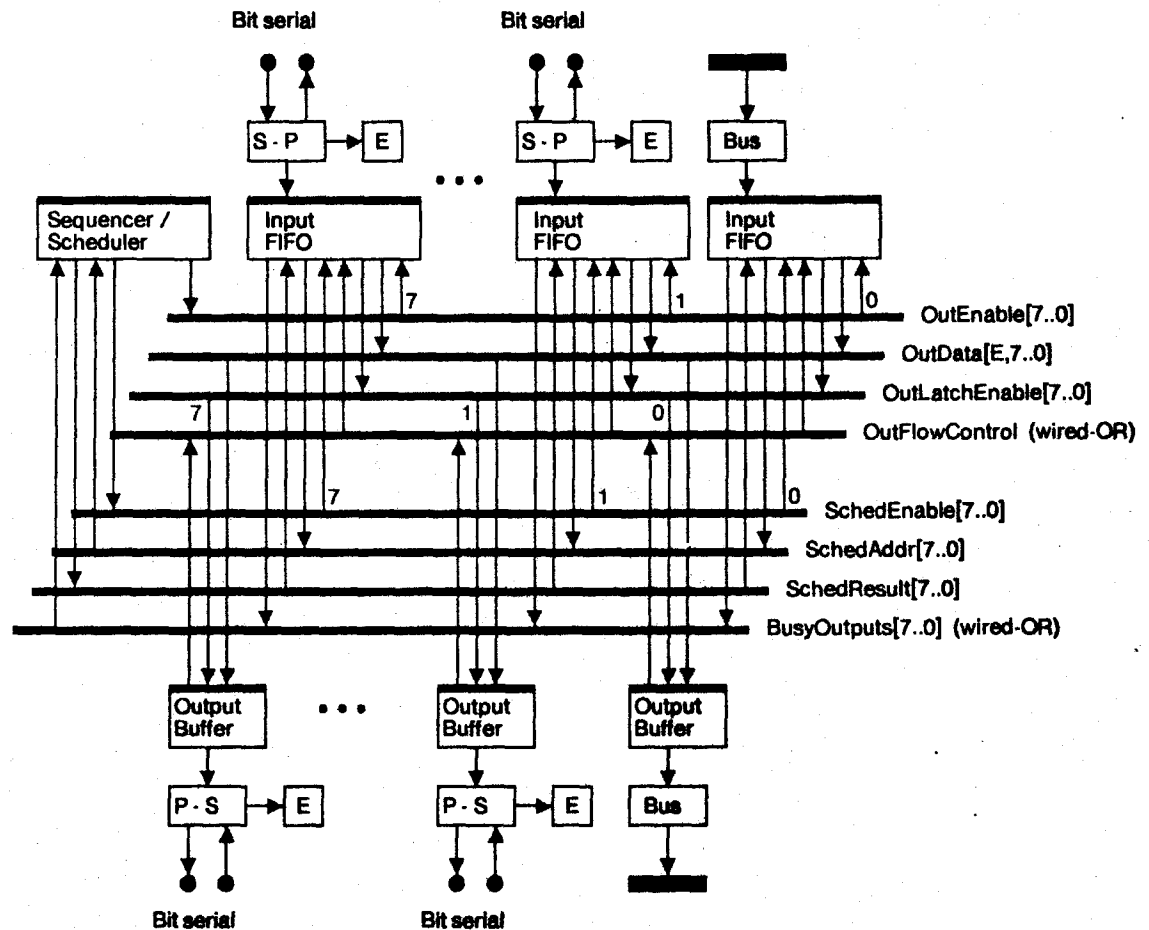 Bit serial
Bit serial
S - P
E
S - P
E
Bus
• • •
Sequencer /
Scheduler
Input
FIFO
Input
FIFO
Input
FIFO
7
1
0
OutEnable[7..0]
OutData[E,7..0]
OutLatchEnable[7..0]
7
1
0
OutFlowControl (wired-OR)
7
1
0
SchedEnable[7..0]
SchedAddr[7..0]
SchedResult[7..0]
BusyOutputs[7..0] (wired-OR)
Output
Buffer
• • •
Output
Buffer
Output
Buffer
P - S
E
P - S
E
Bus
Bit serial
Bit serial